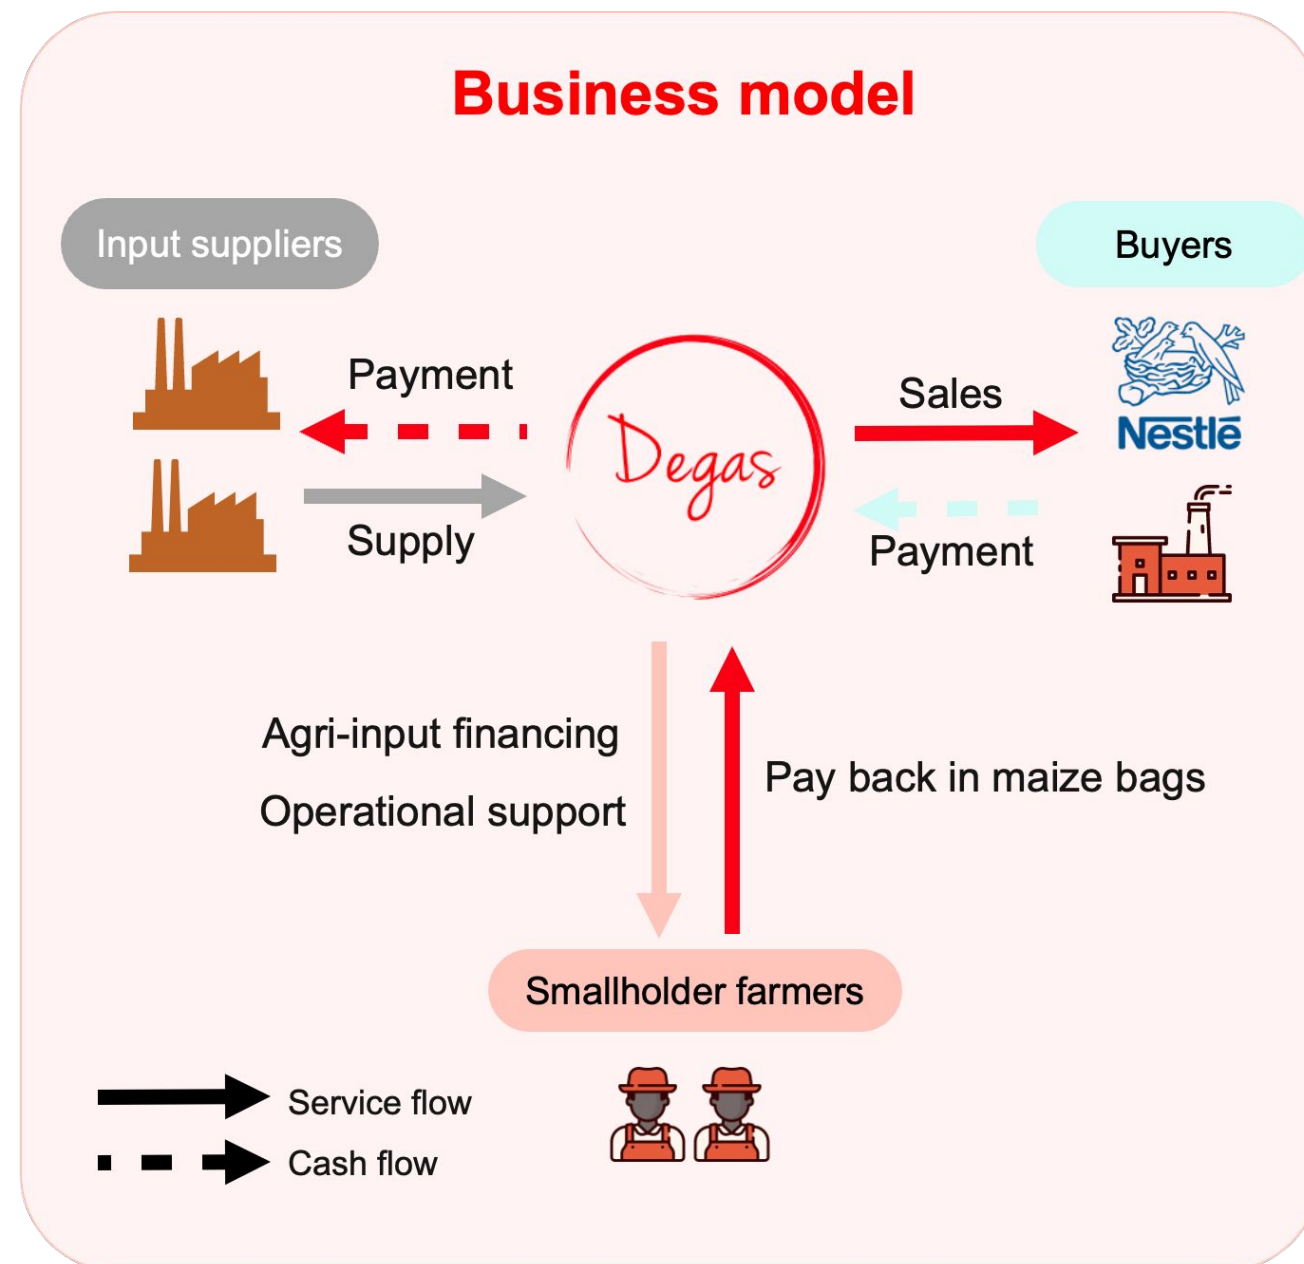 Business model
Input suppliers
Buyers
Payment
Supply
Degas
Sales
Nestlé
Payment
Agri-input financing
Operational support
Pay back in maize bags
Smallholder farmers
Service flow
Cash flow